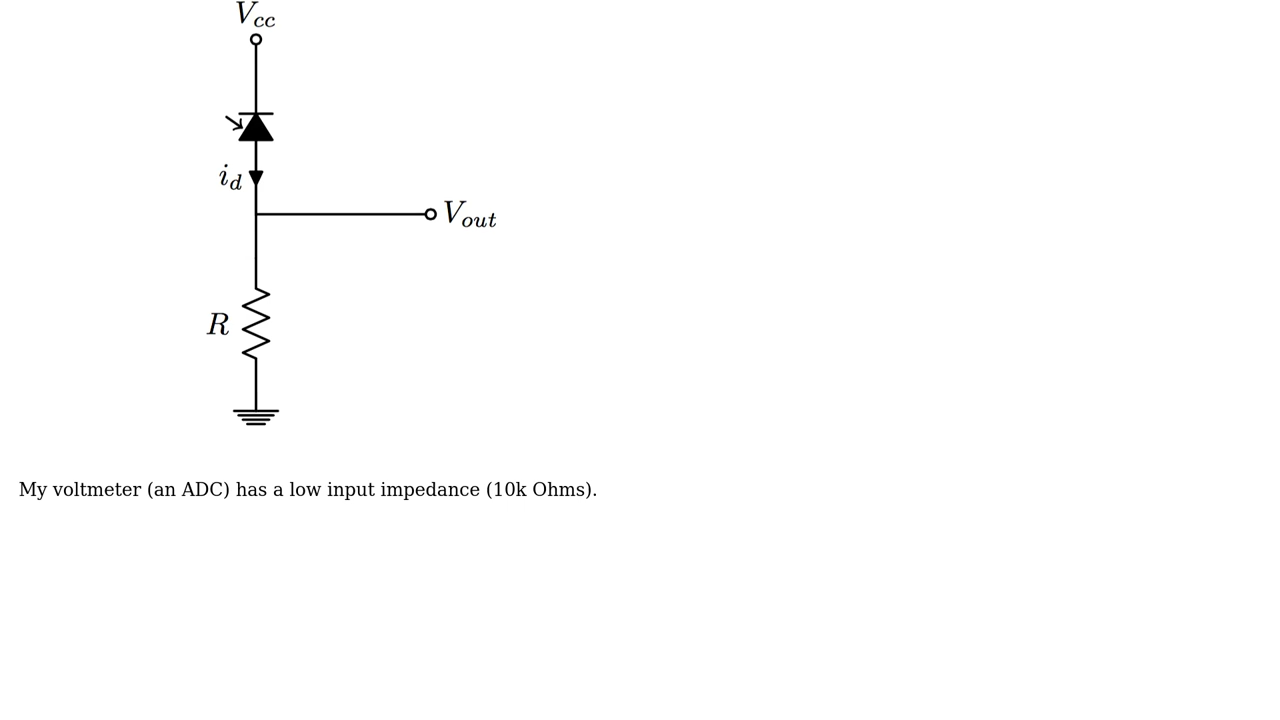 Vcc
id
Vout
R
My voltmeter (an ADC) has a low input impedance (10k Ohms).